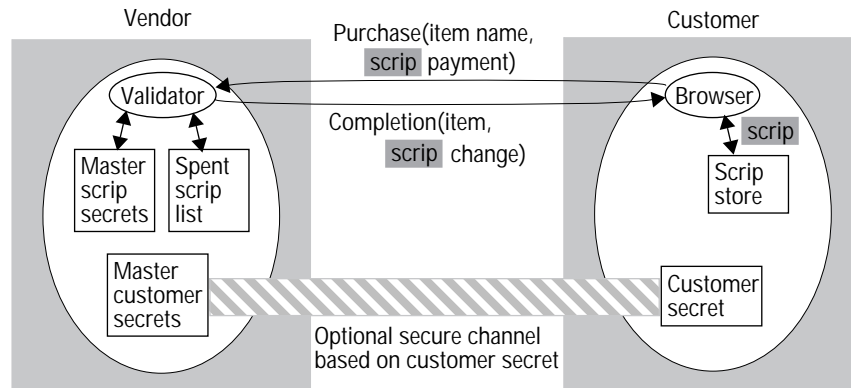 Vendor
Customer
Purchase(item name,
scrip payment)
Validator
Browser
Completion(item,
scrip change)
scrip
Master
scrip
secrets
Spent
scrip
list
Scrip
store
Master
customer
secrets
Customer
secret
Optional secure channel
based on customer secret